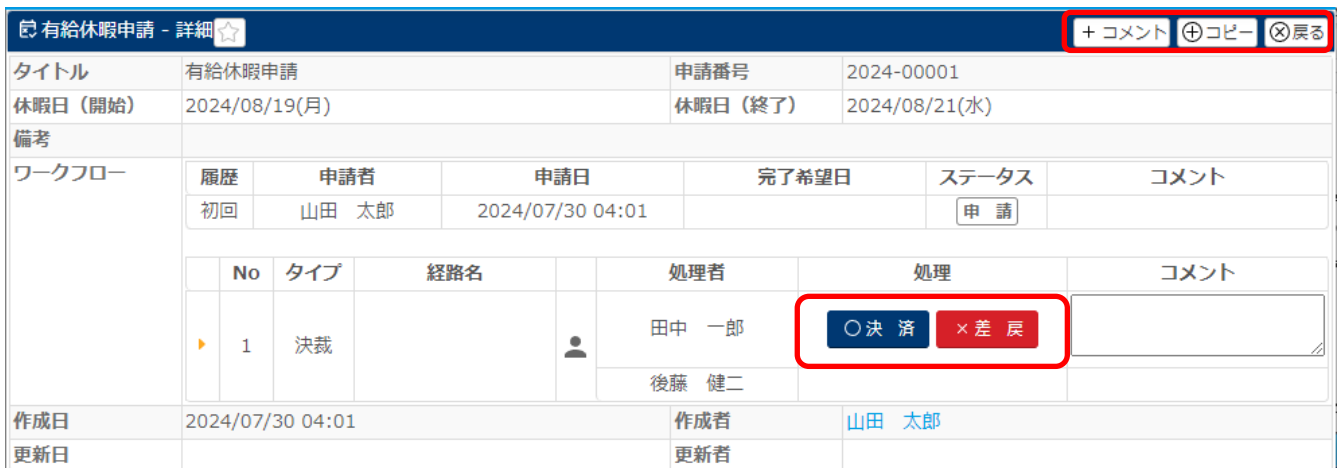 有給休暇申請 - 詳細 + コメント コピー 戻る
タイトル 有給休暇申請 申請番号 2024-00001
休暇日（開始） 2024/08/19(月) 休暇日（終了） 2024/08/21(水)
備考
ワークフロー 履歴 申請者 申請日 完了希望日 ステータス コメント
初回 山田　太郎 2024/07/30 04:01 申　請
No タイプ 経路名 処理者 処理 コメント
1 決裁 田中　一郎 〇決　済 ×差　戻
後藤　健二
作成日 2024/07/30 04:01 作成者 山田　太郎
更新日 更新者